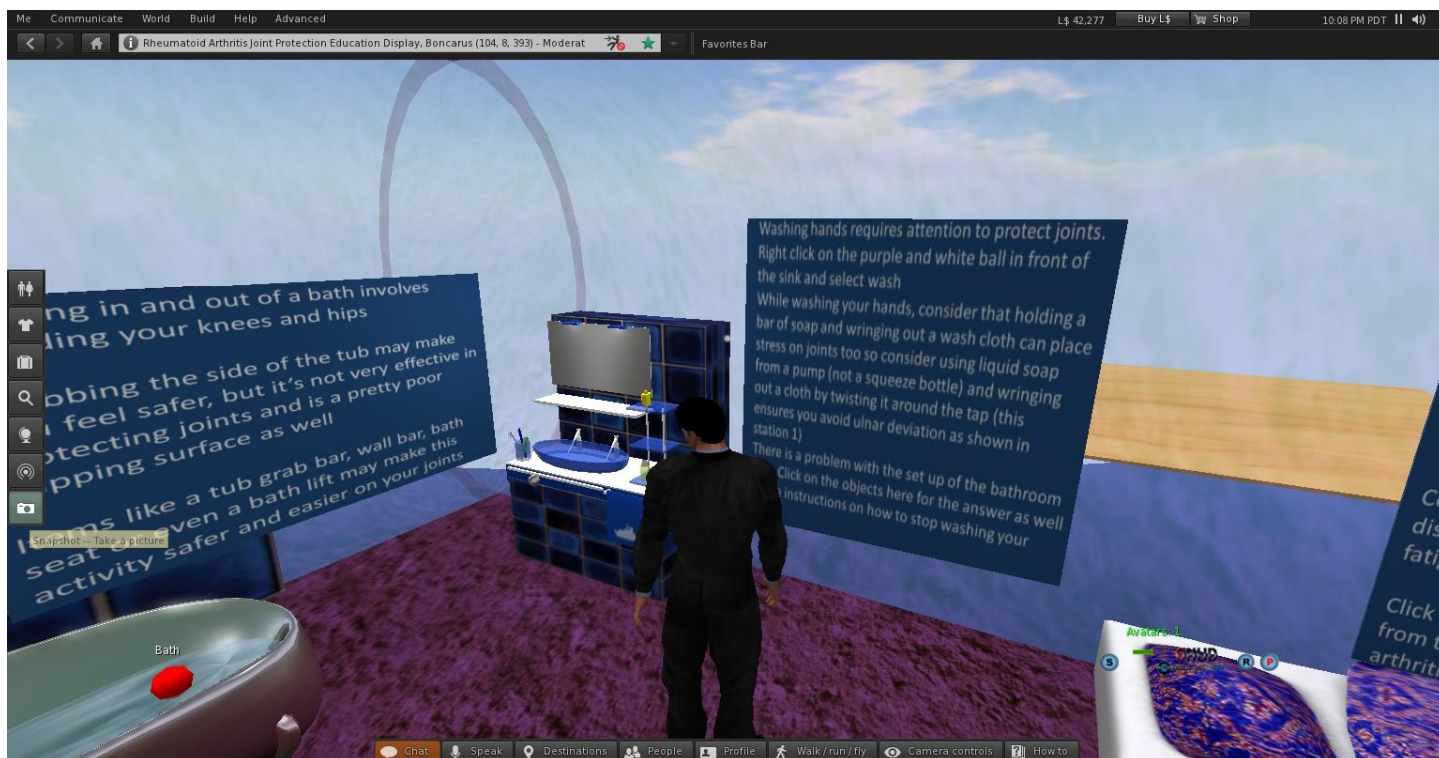 Me Communicate World Build Help Advanced
L$ 42,277 Buy L$ Shop 10:08 PM PDT
Rheumatoid Arthritis Joint Protection Education Display, Boncarus (104, 8, 393) - Moderat
Favorites Bar
ng in and out of a bath involves
ding your knees and hips
bbing the side of the tub may make
feel safer, but it's not very effective in
otecting joints and is a pretty poor
pping surface as well
ms like a tub grab bar, wall bar, bath
seat or even a bath lift may make this
activity safer and easier on your joints
Snapshot -- Take a picture
Bath
Washing hands requires attention to protect joints.
Right click on the purple and white ball in front of
the sink and select wash
While washing your hands, consider that holding a
bar of soap and wringing out a wash cloth can place
stress on joints too so consider using liquid soap
from a pump (not a squeeze bottle) and wringing
out a cloth by twisting it around the tap (this
ensures you avoid ulnar deviation as shown in
station 1)
There is a problem with the set up of the bathroom
Click on the objects here for the answer as well
instructions on how to stop washing your
Click
from
Avatars: 1
S
R P
Chat Speak Destinations People Profile Walk / run / fly Camera controls How to